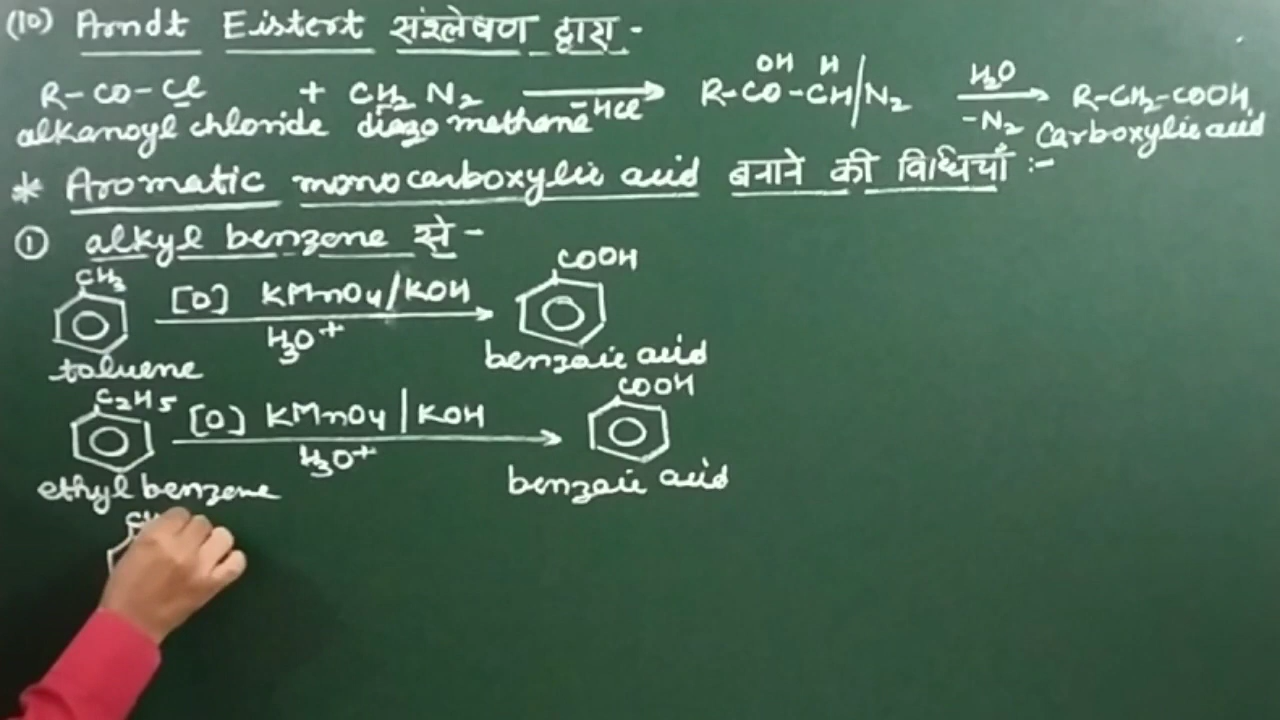 (10) Arndt Eistert संश्लेषण द्वारा -
R-CO-Cl + CH2N2 -HCl R-CO-CH/N2 OH H H2O -N2 R-CH2-COOH
alkanoyl chloride diazo methane carboxylic acid
* Aromatic monocarboxylic acid बनाने की विधियाँ :-
① alkyl benzene से -
CH3 [O] KMnO4/KOH H3O+ COOH
toluene benzoic acid
C2H5 [O] KMnO4|KOH H3O+ COOH
ethyl benzene benzoic acid